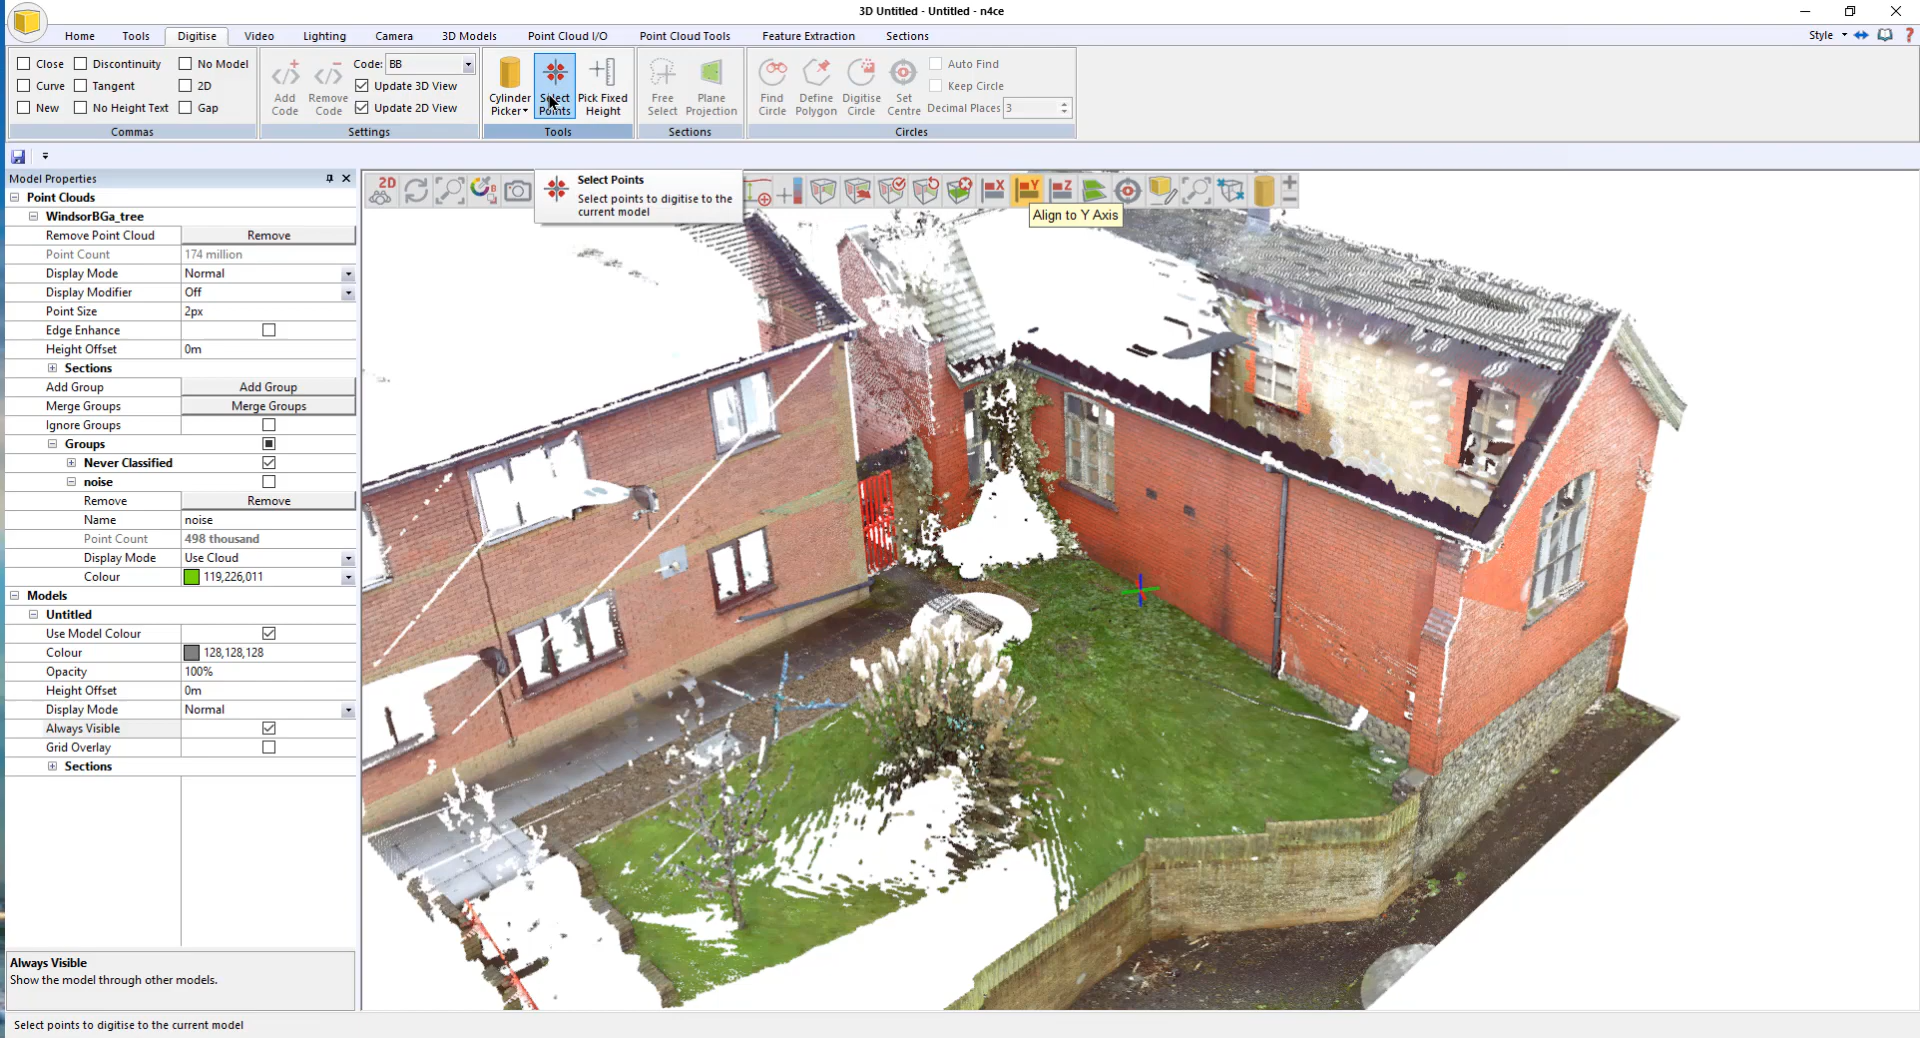 3D Untitled - Untitled - n4ce
Home Tools Digitise Video Lighting Camera 3D Models Point Cloud I/O Point Cloud Tools Feature Extraction Sections Style ?
Close Discontinuity No Model
Curve Tangent 2D
New No Height Text Gap
Commas
Add Code
Remove Code
Code: BB
Update 3D View
Update 2D View
Settings
Cylinder Picker
Select Points
Pick Fixed Height
Tools
Free Select
Plane Projection
Sections
Find Circle
Define Polygon
Digitise Circle
Set Centre
Auto Find
Keep Circle
Decimal Places 3
Circles
Model Properties
Point Clouds
WindsorBGa_tree
Remove Point Cloud Remove
Point Count 174 million
Display Mode Normal
Display Modifier Off
Point Size 2px
Edge Enhance
Height Offset 0m
Sections
Add Group Add Group
Merge Groups Merge Groups
Ignore Groups
Groups
Never Classified
noise
Remove Remove
Name noise
Point Count 498 thousand
Display Mode Use Cloud
Colour 119,226,011
Models
Untitled
Use Model Colour
Colour 128,128,128
Opacity 100%
Height Offset 0m
Display Mode Normal
Always Visible
Grid Overlay
Sections
Always Visible
Show the model through other models.
2D
Select Points
Select points to digitise to the
current model
X Y Z
Align to Y Axis
Select points to digitise to the current model